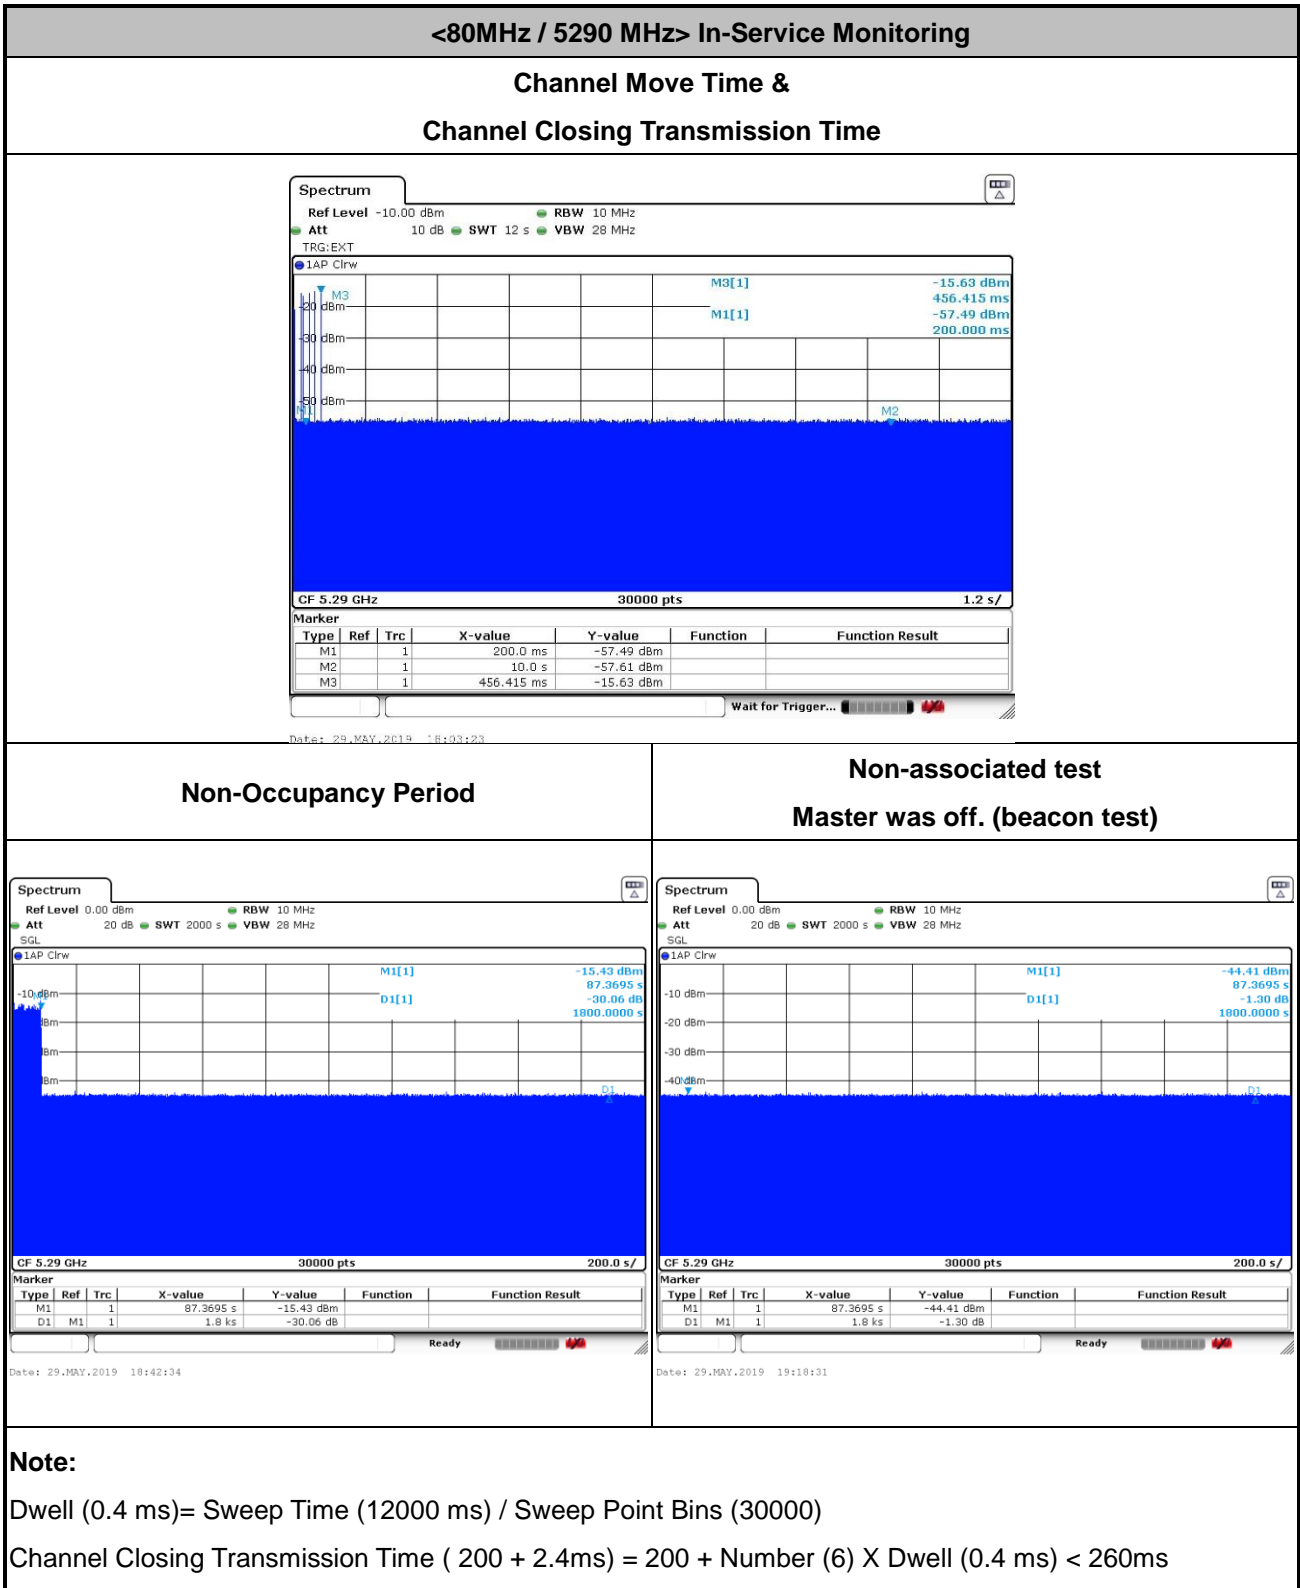 <80MHz / 5290 MHz> In-Service Monitoring
Channel Move Time &
Channel Closing Transmission Time
Spectrum
Ref Level -10.00 dBm RBW 10 MHz
Att 10 dB SWT 12 s VBW 28 MHz
TRG:EXT
1AP Clrw
M3[1] -15.63 dBm
456.415 ms
M1[1] -57.49 dBm
200.000 ms
M3
-20 dBm
-30 dBm
-40 dBm
-50 dBm
M1
M2
CF 5.29 GHz 30000 pts 1.2 s/
Marker
Type Ref Trc X-value Y-value Function Function Result
M1 1 200.0 ms -57.49 dBm
M2 1 10.0 s -57.61 dBm
M3 1 456.415 ms -15.63 dBm
Wait for Trigger...
Date: 29.MAY.2019 18:03:23
Non-Occupancy Period
Spectrum
Ref Level 0.00 dBm RBW 10 MHz
Att 20 dB SWT 2000 s VBW 28 MHz
SGL
1AP Clrw
M1[1] -15.43 dBm
87.3695 s
D1[1] -30.06 dB
1800.0000 s
-10 dBm
dBm
dBm
dBm
D1
CF 5.29 GHz 30000 pts 200.0 s/
Marker
Type Ref Trc X-value Y-value Function Function Result
M1 1 87.3695 s -15.43 dBm
D1 M1 1 1.8 ks -30.06 dB
Ready
Date: 29.MAY.2019 18:42:34
Non-associated test
Master was off. (beacon test)
Spectrum
Ref Level 0.00 dBm RBW 10 MHz
Att 20 dB SWT 2000 s VBW 28 MHz
SGL
1AP Clrw
M1[1] -44.41 dBm
87.3695 s
D1[1] -1.30 dB
1800.0000 s
-10 dBm
-20 dBm
-30 dBm
-40 dBm
D1
CF 5.29 GHz 30000 pts 200.0 s/
Marker
Type Ref Trc X-value Y-value Function Function Result
M1 1 87.3695 s -44.41 dBm
D1 M1 1 1.8 ks -1.30 dB
Ready
Date: 29.MAY.2019 19:18:31
Note:
Dwell (0.4 ms)= Sweep Time (12000 ms) / Sweep Point Bins (30000)
Channel Closing Transmission Time ( 200 + 2.4ms) = 200 + Number (6) X Dwell (0.4 ms) < 260ms